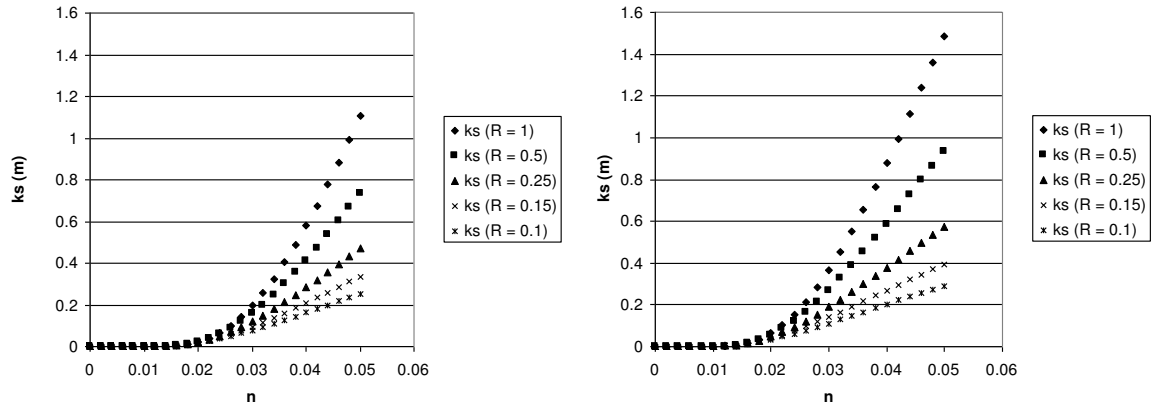 1.6
1.4
1.2
1
0.8
0.6
0.4
0.2
0
ks (m)
0 0.01 0.02 0.03 0.04 0.05 0.06
n
ks (R = 1)
ks (R = 0.5)
ks (R = 0.25)
ks (R = 0.15)
ks (R = 0.1)
1.6
1.4
1.2
1
0.8
0.6
0.4
0.2
0
ks (m)
0 0.01 0.02 0.03 0.04 0.05 0.06
n
ks (R = 1)
ks (R = 0.5)
ks (R = 0.25)
ks (R = 0.15)
ks (R = 0.1)